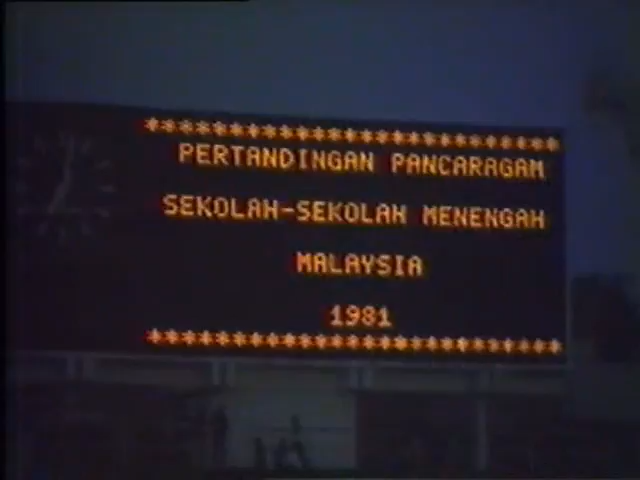 *************************
PERTANDINGAN PANCARAGAM
SEKOLAH-SEKOLAH MENENGAH
MALAYSIA
1981
*************************